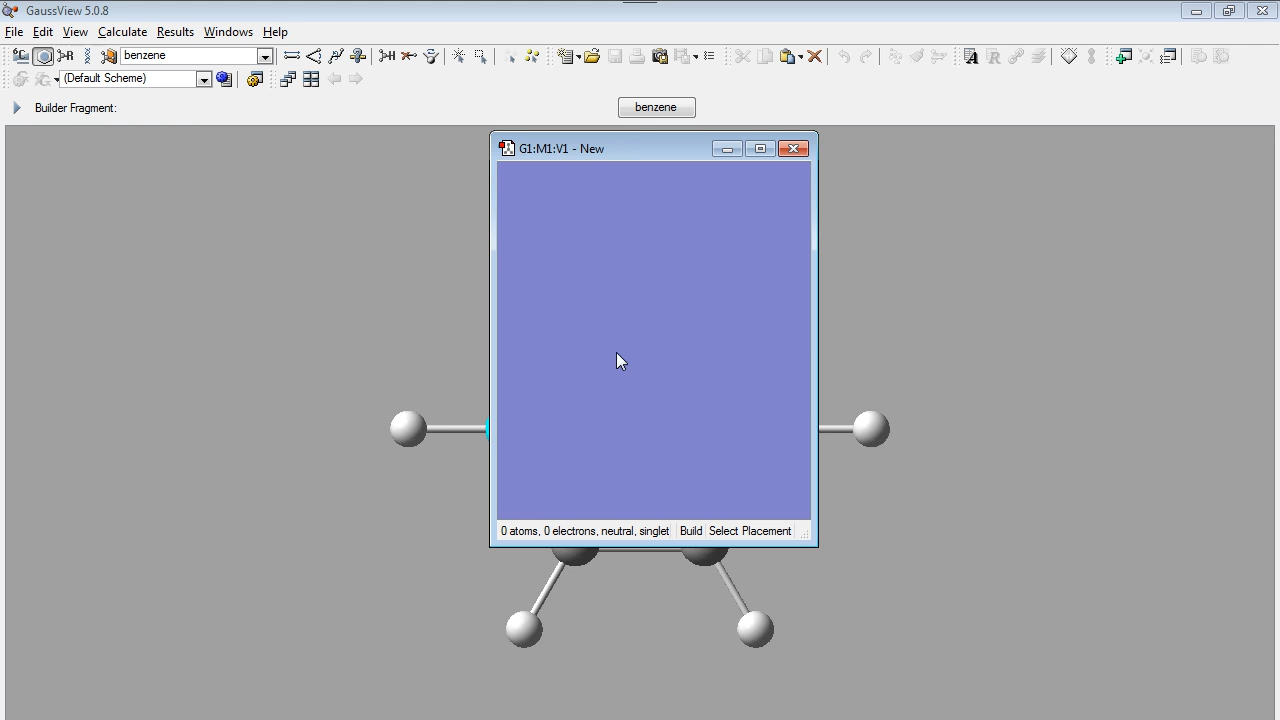 GaussView 5.0.8
File Edit View Calculate Results Windows Help
benzene
(Default Scheme)
Builder Fragment:
benzene
G1:M1:V1 - New
0 atoms, 0 electrons, neutral, singlet Build Select Placement